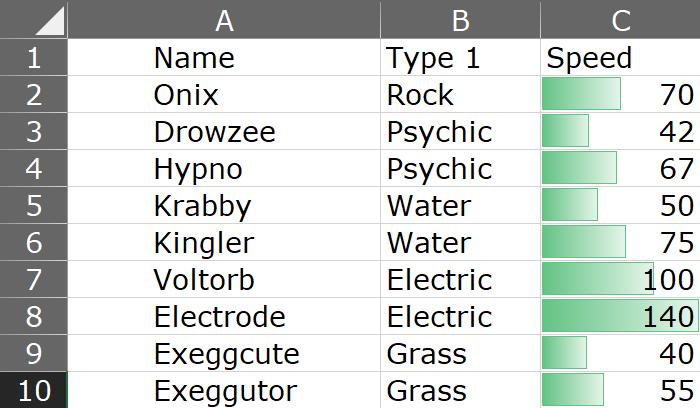 A B C
1 Name Type 1 Speed
2 Onix Rock 70
3 Drowzee Psychic 42
4 Hypno Psychic 67
5 Krabby Water 50
6 Kingler Water 75
7 Voltorb Electric 100
8 Electrode Electric 140
9 Exeggcute Grass 40
10 Exeggutor Grass 55